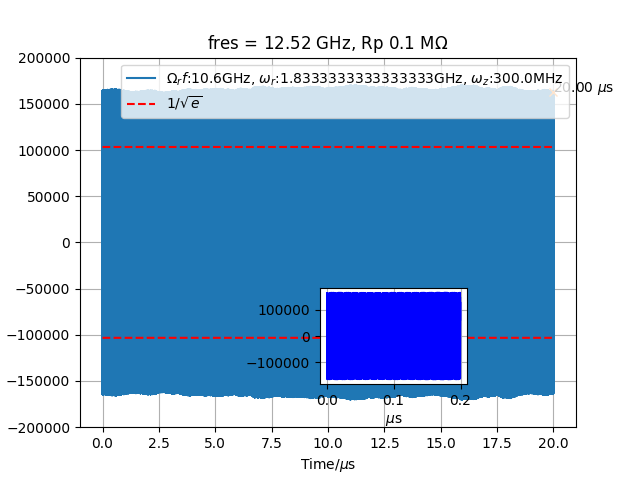 fres = 12.52 GHz, Rp 0.1 MΩ
200000
150000
100000
50000
0
−50000
−100000
−150000
−200000
Ω_rf:10.6GHz, ω_r:1.8333333333333333GHz, ω_z:300.0MHz
1/√e
20.00 μs
100000
0
−100000
0.0 0.1 0.2
μs
0.0 2.5 5.0 7.5 10.0 12.5 15.0 17.5 20.0
Time/μs